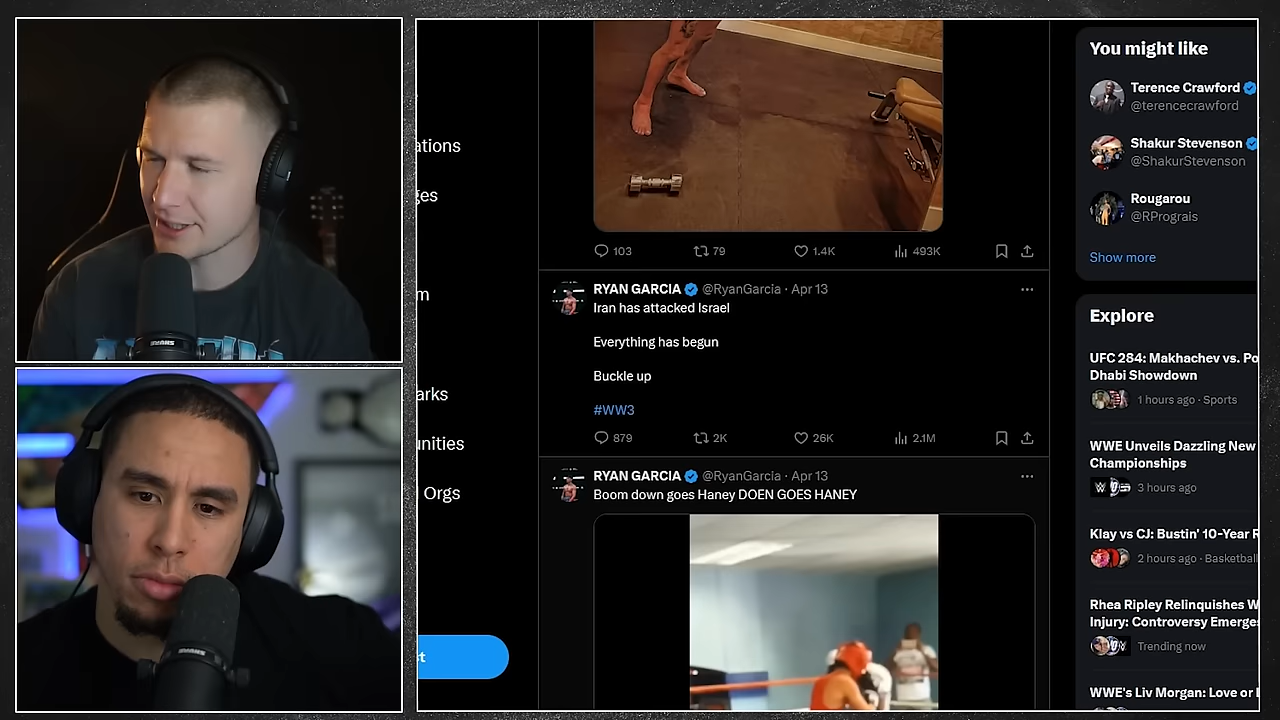 ations
ges
m
arks
unities
Orgs
t
103 79 1.4K 493K
RYAN GARCIA @RyanGarcia · Apr 13
Iran has attacked Israel
Everything has begun
Buckle up
#WW3
879 2K 26K 2.1M
RYAN GARCIA @RyanGarcia · Apr 13
Boom down goes Haney DOEN GOES HANEY
You might like
Terence Crawford
@terencecrawford
Shakur Stevenson
@ShakurStevenson
Rougarou
@RPrograis
Show more
Explore
UFC 284: Makhachev vs. Po
Dhabi Showdown
1 hours ago · Sports
WWE Unveils Dazzling New
Championships
3 hours ago
Klay vs CJ: Bustin' 10-Year R
2 hours ago · Basketball
Rhea Ripley Relinquishes W
Injury: Controversy Emerges
Trending now
WWE's Liv Morgan: Love or